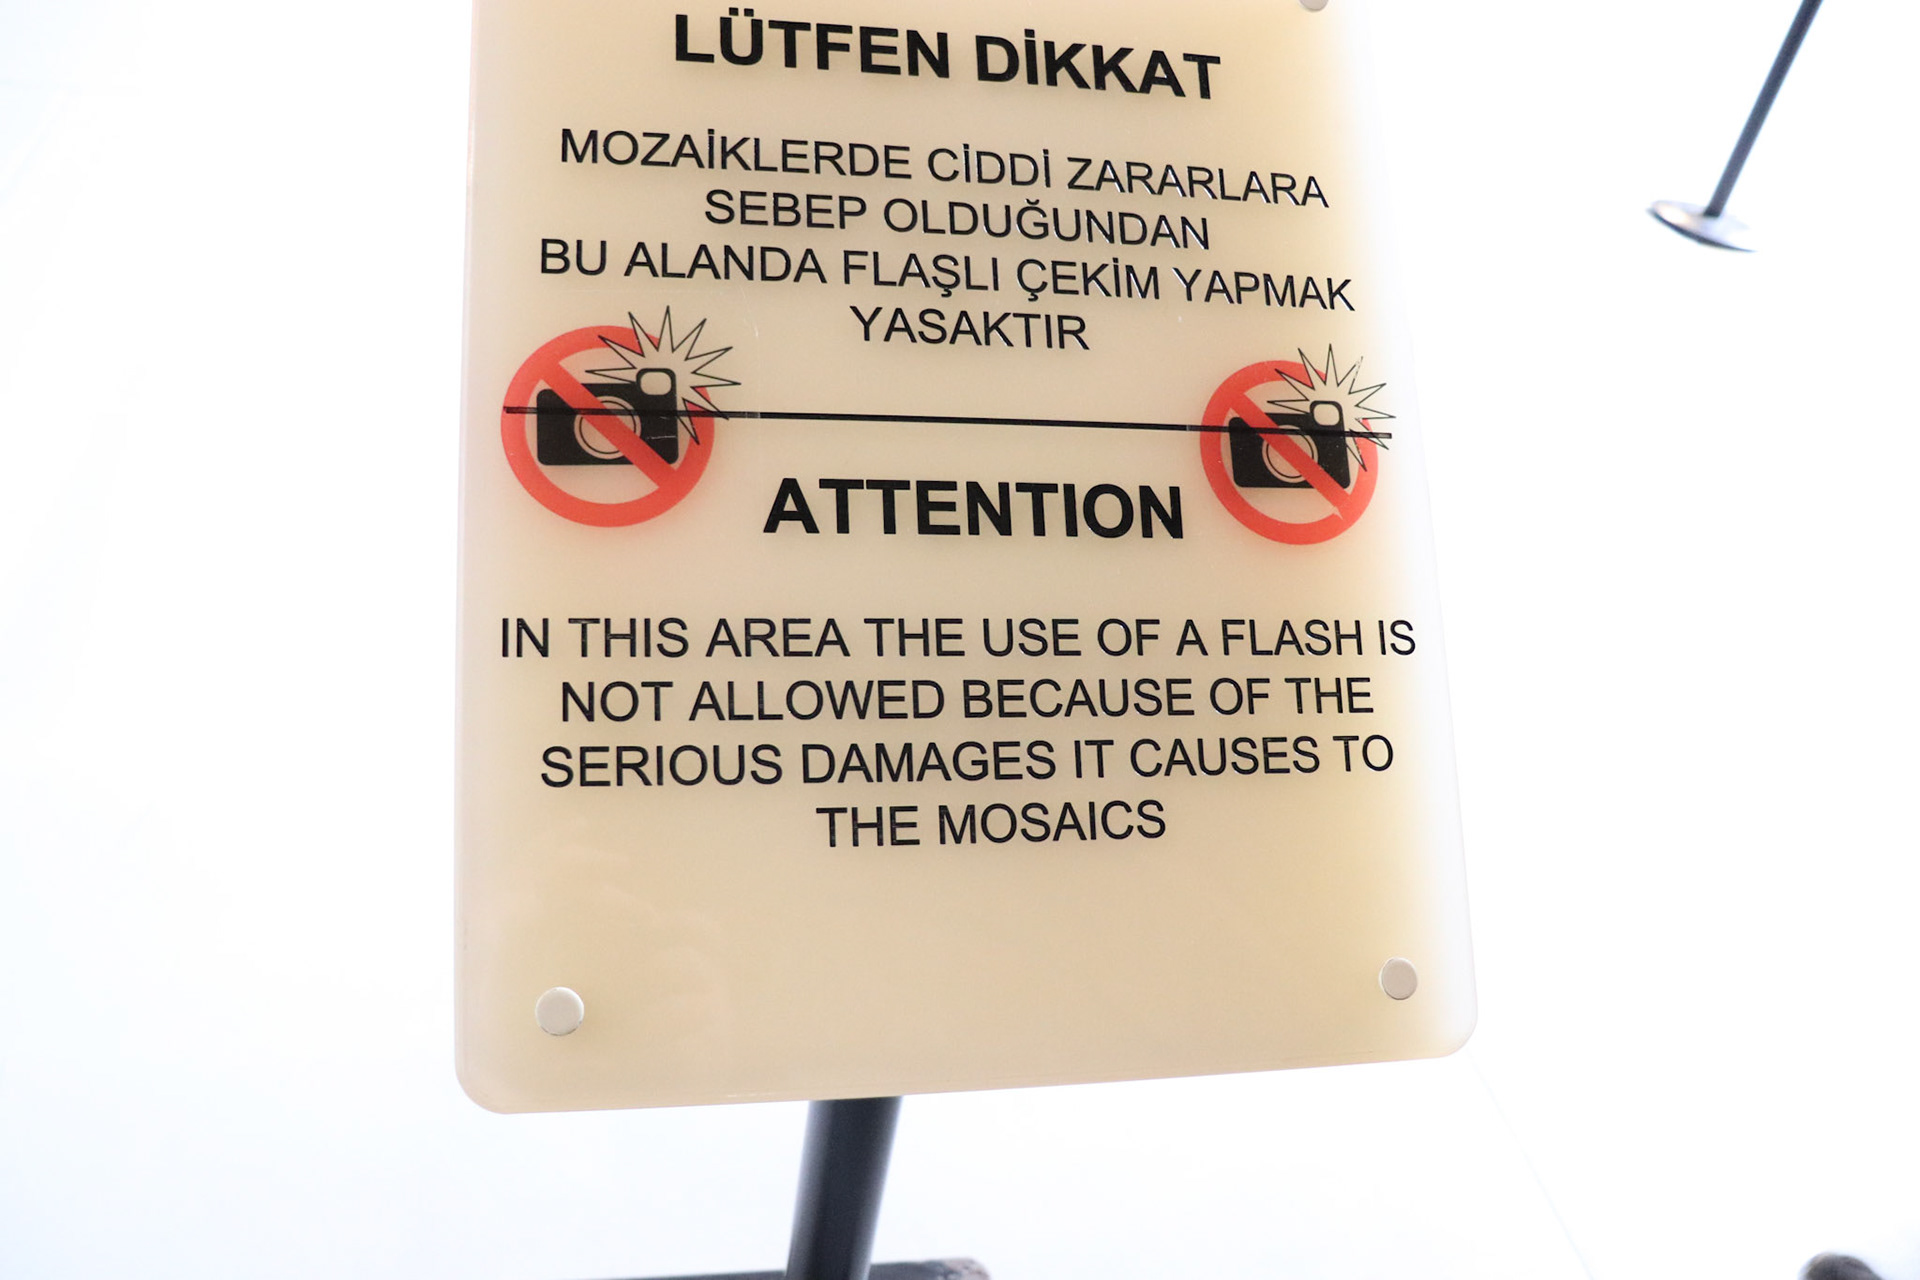 LÜTFEN DİKKAT
MOZAİKLERDE CİDDİ ZARARLARA
SEBEP OLDUĞUNDAN
BU ALANDA FLAŞLI ÇEKİM YAPMAK
YASAKTIR
ATTENTION
IN THIS AREA THE USE OF A FLASH IS
NOT ALLOWED BECAUSE OF THE
SERIOUS DAMAGES IT CAUSES TO
THE MOSAICS